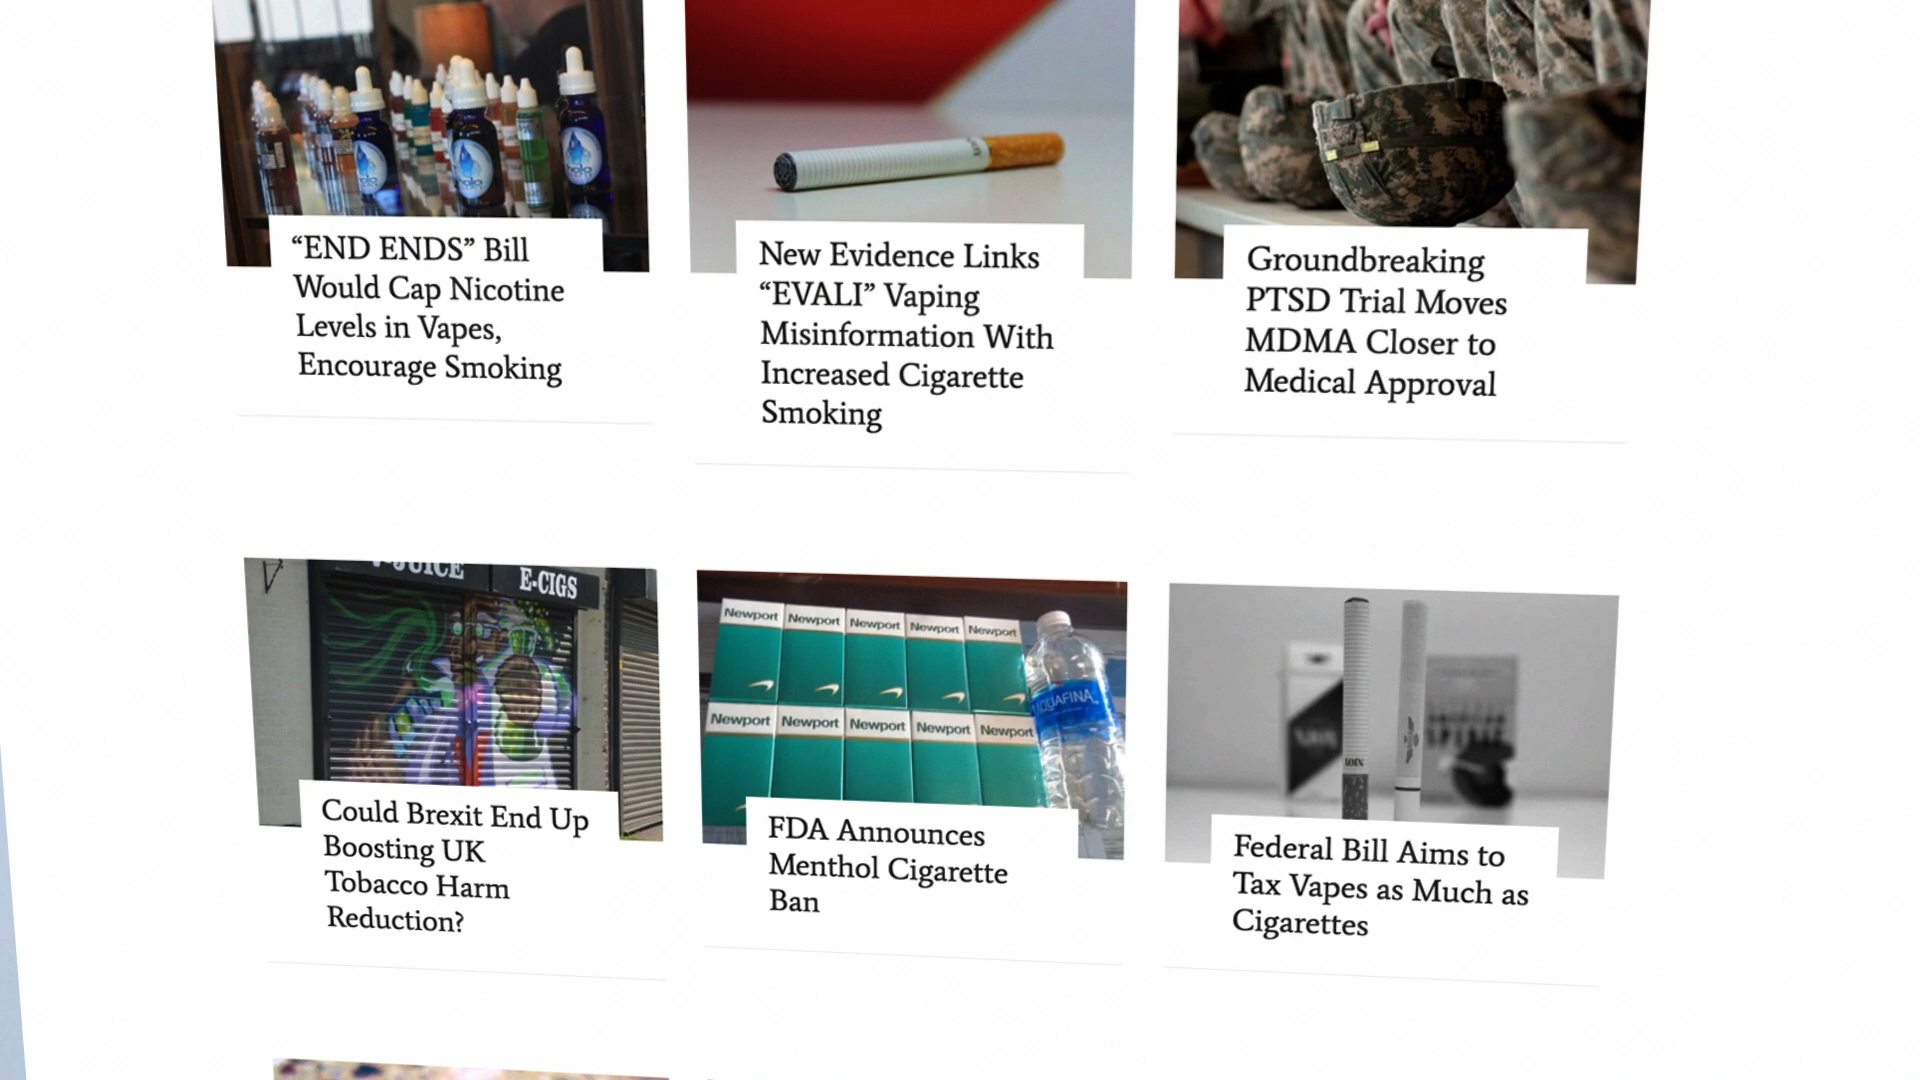 “END ENDS” Bill
Would Cap Nicotine
Levels in Vapes,
Encourage Smoking
New Evidence Links
“EVALI” Vaping
Misinformation With
Increased Cigarette
Smoking
Groundbreaking
PTSD Trial Moves
MDMA Closer to
Medical Approval
E-CIGS
Could Brexit End Up
Boosting UK
Tobacco Harm
Reduction?
Newport Newport Newport Newport Newport
Newport Newport Newport Newport Newport
AQUAFINA
FDA Announces
Menthol Cigarette
Ban
Federal Bill Aims to
Tax Vapes as Much as
Cigarettes